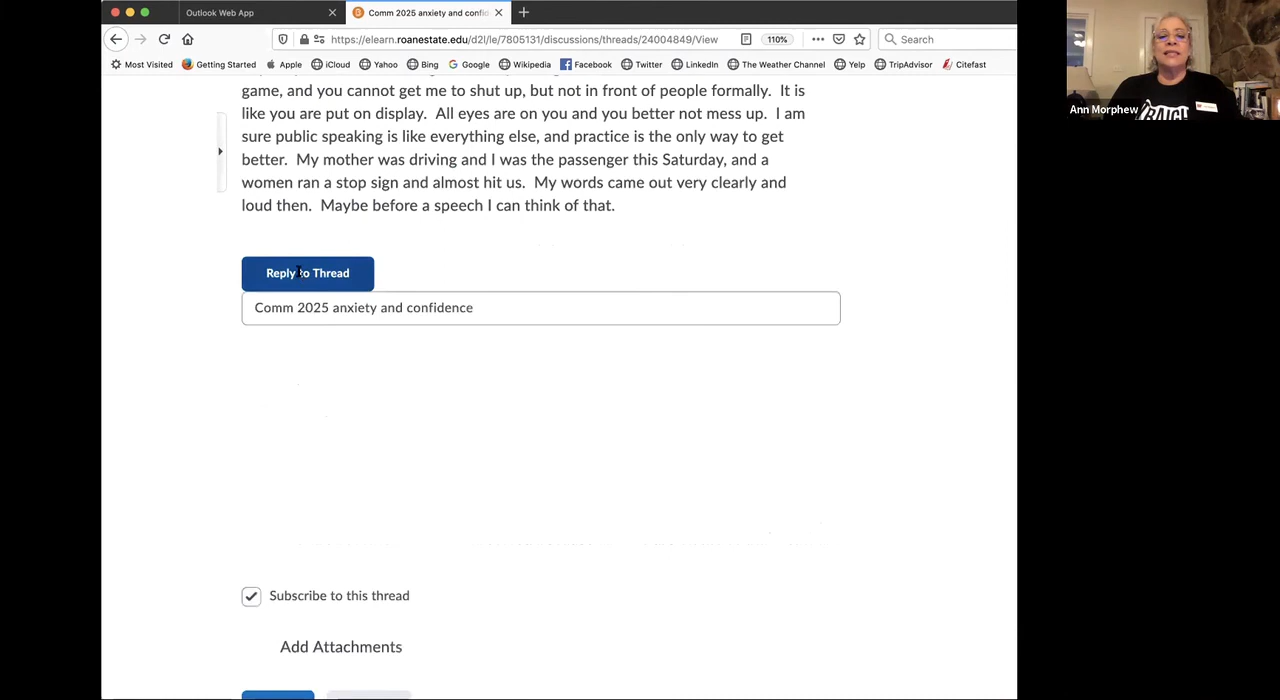 Outlook Web App
Comm 2025 anxiety and confid
https://elearn.roanestate.edu/d2l/le/7805131/discussions/threads/24004849/View
110%
Search
Most Visited Getting Started Apple iCloud Yahoo Bing Google Wikipedia Facebook Twitter LinkedIn The Weather Channel Yelp TripAdvisor Citefast
game, and you cannot get me to shut up, but not in front of people formally. It is
like you are put on display. All eyes are on you and you better not mess up. I am
sure public speaking is like everything else, and practice is the only way to get
better. My mother was driving and I was the passenger this Saturday, and a
women ran a stop sign and almost hit us. My words came out very clearly and
loud then. Maybe before a speech I can think of that.
Reply to Thread
Comm 2025 anxiety and confidence
Subscribe to this thread
Add Attachments
Ann Morphew